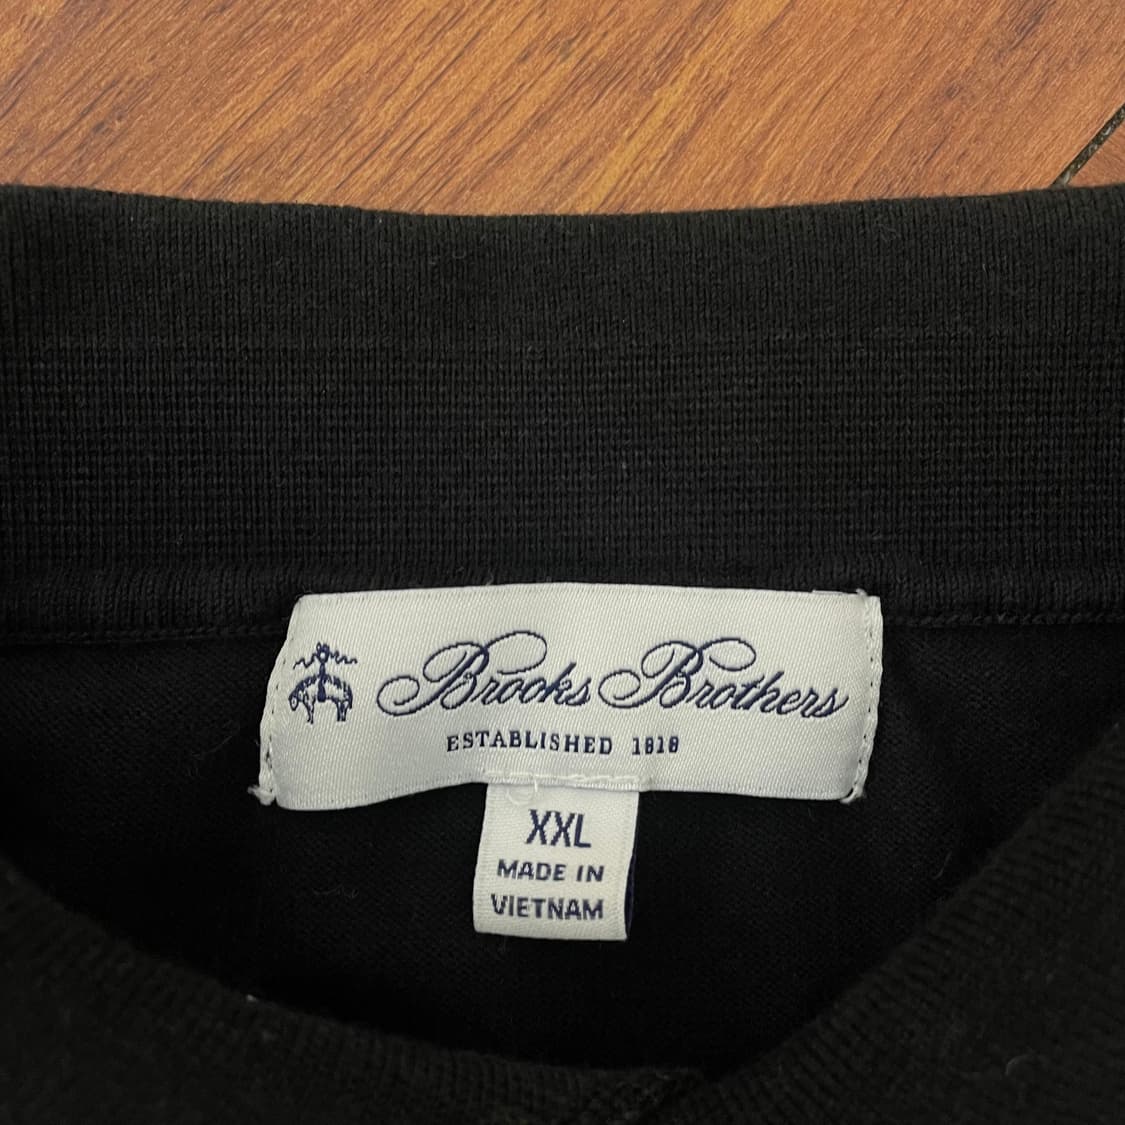 Brooks Brothers
ESTABLISHED 1818
XXL
MADE IN
VIETNAM